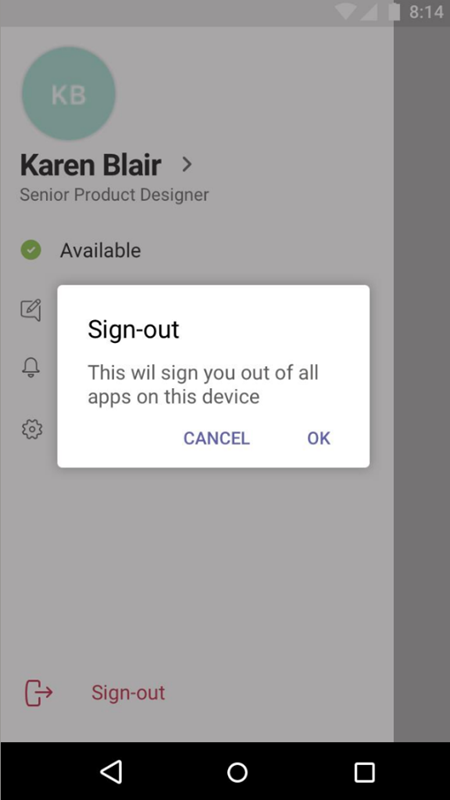 8:14
KB
Karen Blair
Senior Product Designer
Available
Sign-out
This wil sign you out of all
apps on this device
CANCEL OK
Sign-out